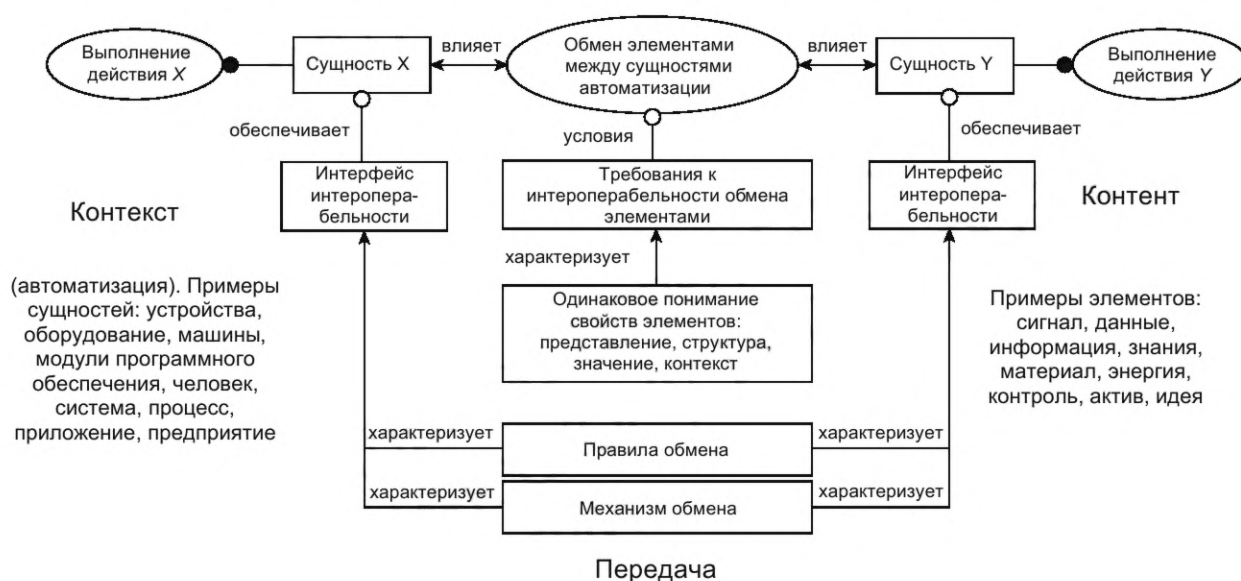 Выполнение
действия X
Сущность X
влияет
Обмен элементами
между сущностями
автоматизации
влияет
Сущность Y
Выполнение
действия Y
обеспечивает
условия
обеспечивает
Интерфейс
интеропера-
бельности
Требования к
интероперабельности обмена
элементами
Интерфейс
интеропера-
бельности
Контекст
Контент
характеризует
(автоматизация). Примеры
сущностей: устройства,
оборудование, машины,
модули программного
обеспечения, человек,
система, процесс,
приложение, предприятие
Одинаковое понимание
свойств элементов:
представление, структура,
значение, контекст
Примеры элементов:
сигнал, данные,
информация, знания,
материал, энергия,
контроль, актив, идея
характеризует
Правила обмена
характеризует
характеризует
Механизм обмена
характеризует
Передача